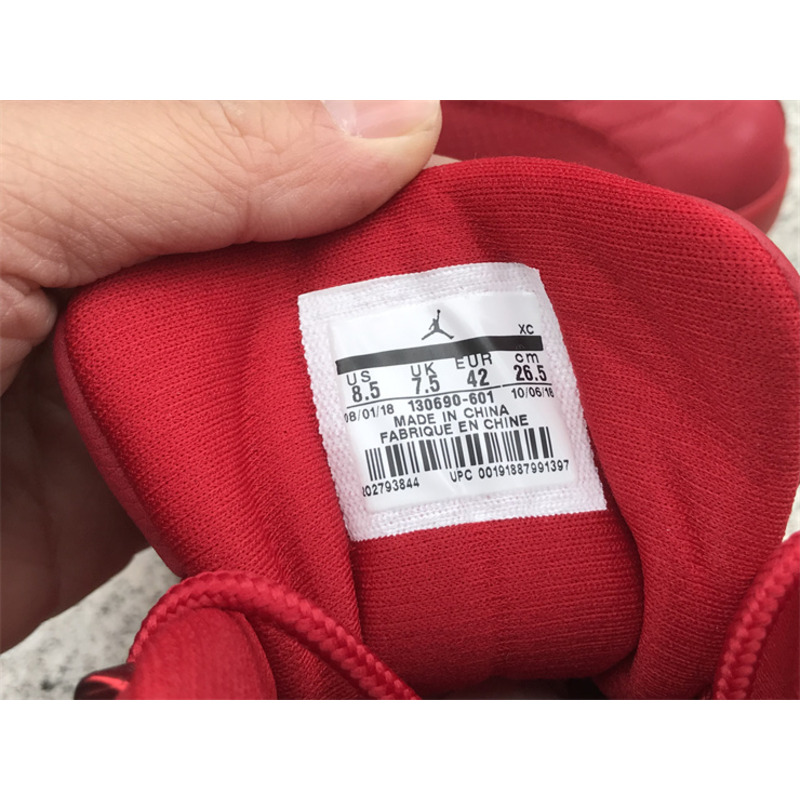 XC
US UK EUR cm
8.5 7.5 42 26.5
08/01/18 130690-601 10/06/18
MADE IN CHINA
FABRIQUE EN CHINE
UPC 00191887991397